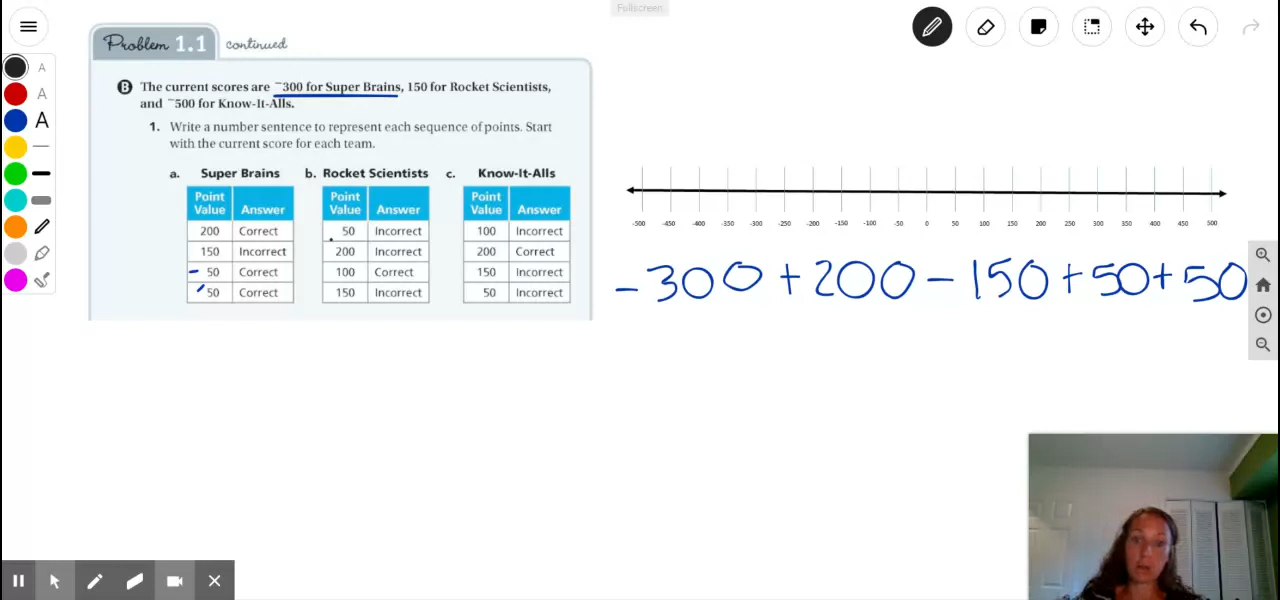 Fullscreen
Problem 1.1 continued
B The current scores are ⁻300 for Super Brains, 150 for Rocket Scientists,
and ⁻500 for Know-It-Alls.
1. Write a number sentence to represent each sequence of points. Start
with the current score for each team.
a. Super Brains b. Rocket Scientists c. Know-It-Alls
Point Value Answer Point Value Answer Point Value Answer
200 Correct 50 Incorrect 100 Incorrect
150 Incorrect 200 Incorrect 200 Correct
50 Correct 100 Correct 150 Incorrect
50 Correct 150 Incorrect 50 Incorrect
A
A
A
-500 -450 -400 -350 -300 -250 -200 -150 -100 -50 0 50 100 150 200 250 300 350 400 450 500
-300 + 200 - 150 + 50 + 50